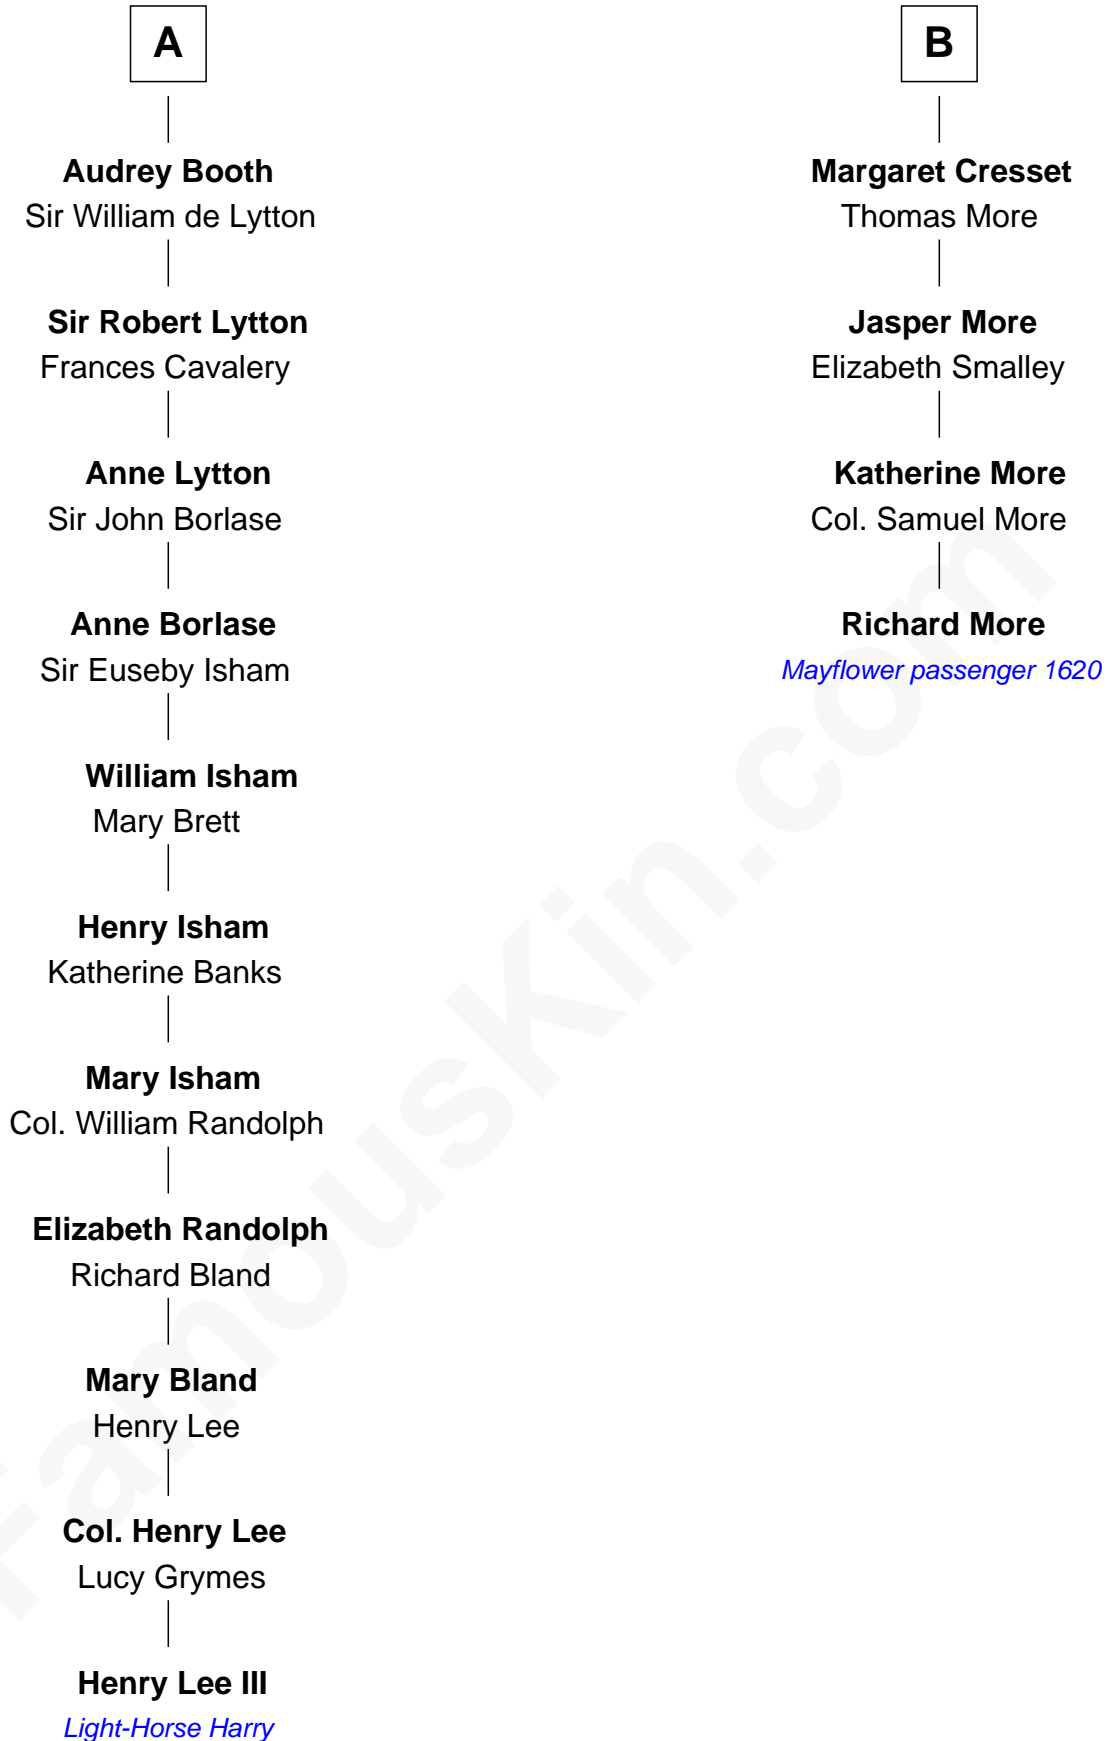 A
Audrey Booth
Sir William de Lytton
Sir Robert Lytton
Frances Cavalery
Anne Lytton
Sir John Borlase
Anne Borlase
Sir Euseby Isham
William Isham
Mary Brett
Henry Isham
Katherine Banks
Mary Isham
Col. William Randolph
Elizabeth Randolph
Richard Bland
Mary Bland
Henry Lee
Col. Henry Lee
Lucy Grymes
Henry Lee III
Light-Horse Harry
B
Margaret Cresset
Thomas More
Jasper More
Elizabeth Smalley
Katherine More
Col. Samuel More
Richard More
Mayflower passenger 1620
FamousKin.com